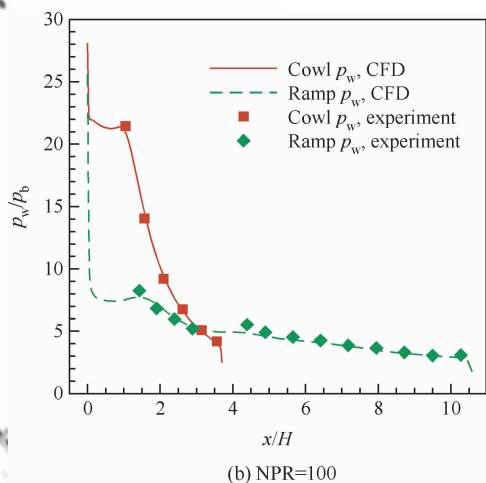 30
25
20
15
10
5
0
p_w/p_b
Cowl p_w, CFD
Ramp p_w, CFD
Cowl p_w, experiment
Ramp p_w, experiment
0 2 4 6 8 10
x/H
(b) NPR=100